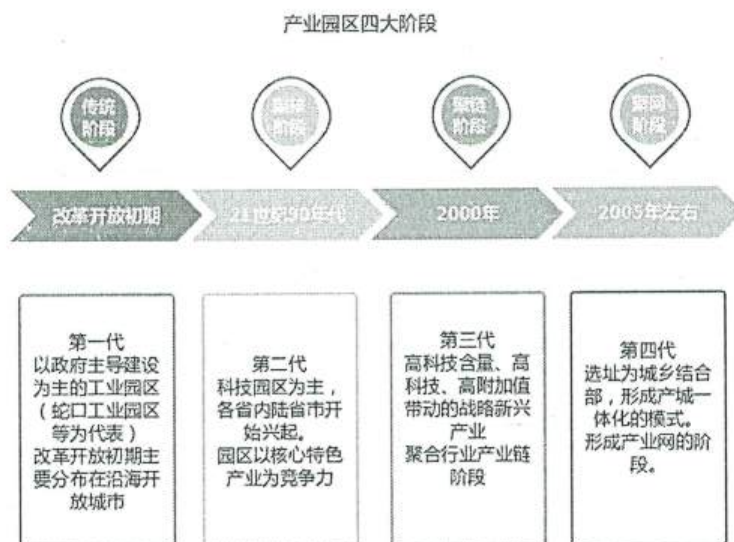 产业园区四大阶段
传统
阶段
阶段
聚链
阶段
聚网
阶段
改革开放初期
21世纪90年代
2000年
2005年左右
第一代
以政府主导建设
为主的工业园区
（蛇口工业园区
等为代表）
改革开放初期主
要分布在沿海开
放城市
第二代
科技园区为主，
各省内陆省市开
始兴起。
园区以核心特色
产业为竞争力
第三代
高科技含量、高
科技、高附加值
带动的战略新兴
产业
聚合行业产业链
阶段
第四代
选址为城乡结合
部，形成产城一
体化的模式。
形成产业网的阶
段。